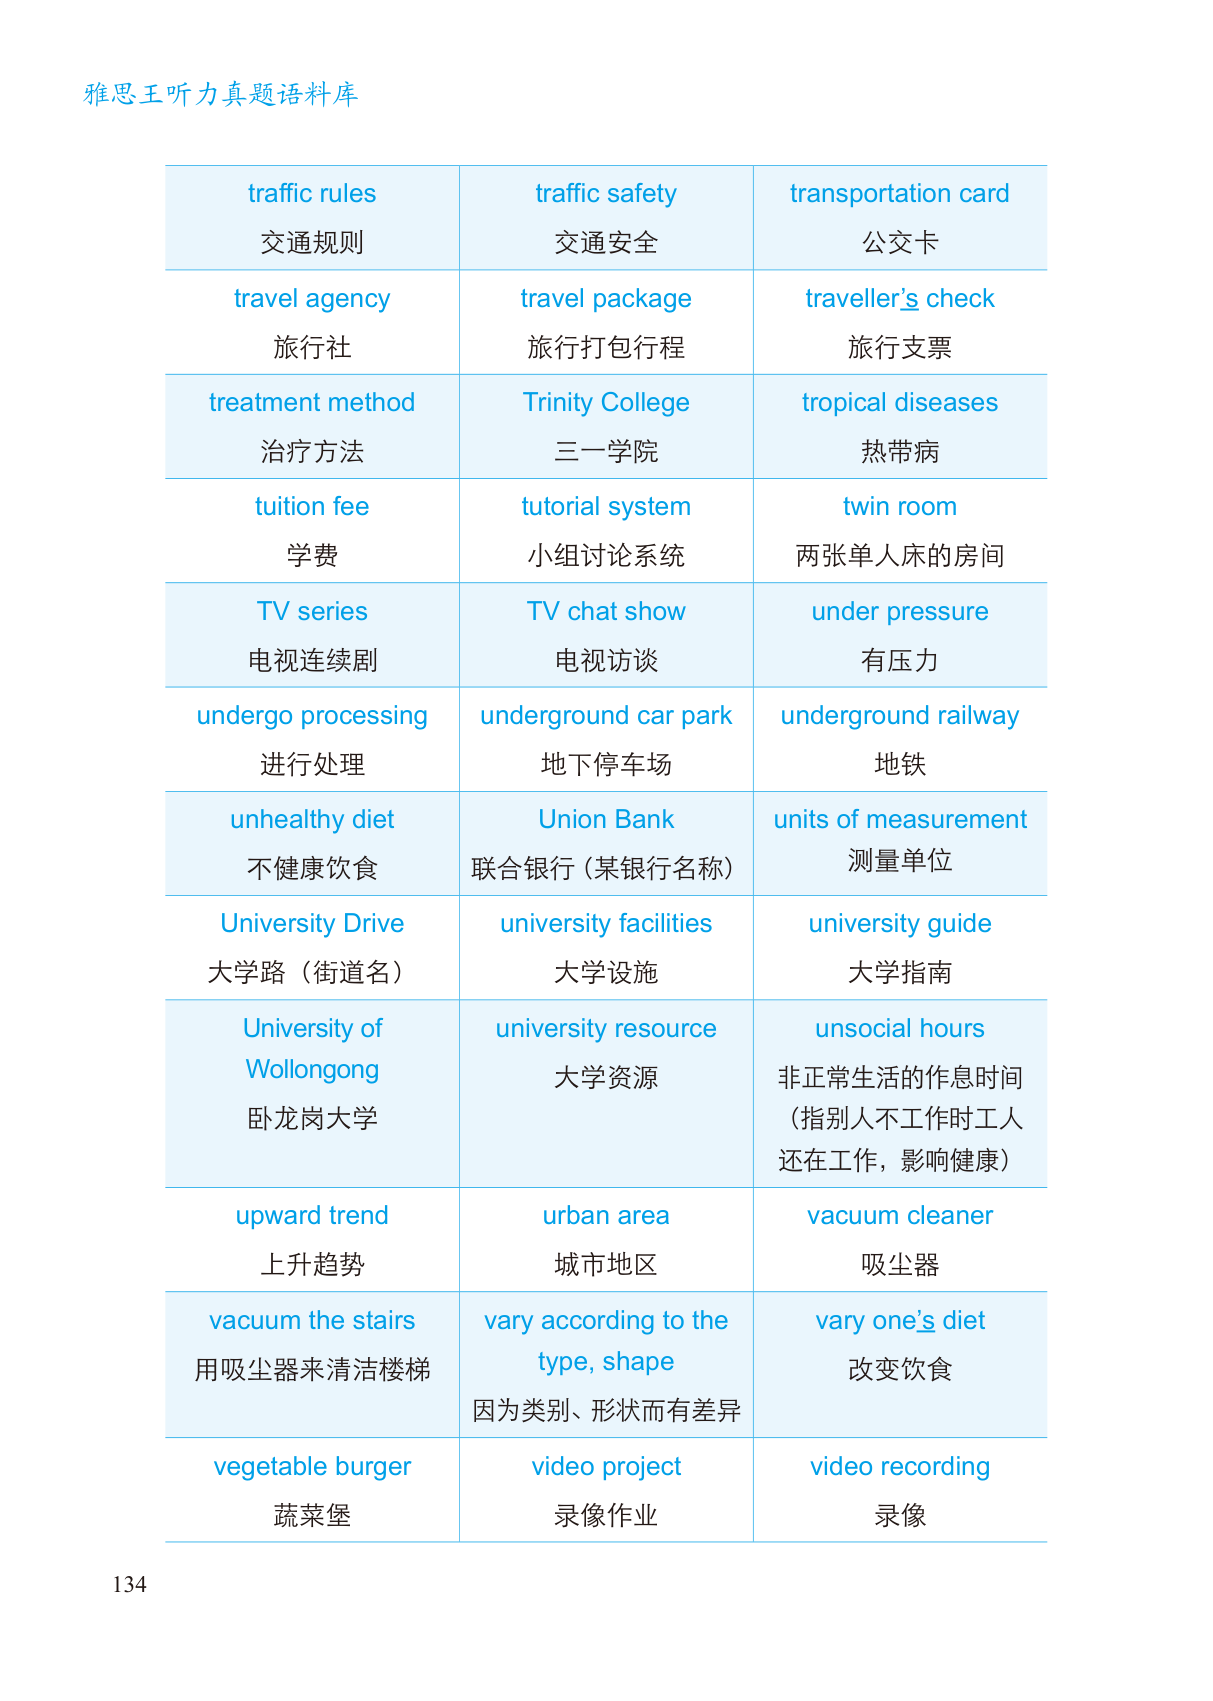 雅思王听力真题语料库
traffic rules
交通规则
traffic safety
交通安全
transportation card
公交卡
travel agency
旅行社
travel package
旅行打包行程
traveller's check
旅行支票
treatment method
治疗方法
Trinity College
三一学院
tropical diseases
热带病
tuition fee
学费
tutorial system
小组讨论系统
twin room
两张单人床的房间
TV series
电视连续剧
TV chat show
电视访谈
under pressure
有压力
undergo processing
进行处理
underground car park
地下停车场
underground railway
地铁
unhealthy diet
不健康饮食
Union Bank
联合银行（某银行名称）
units of measurement
测量单位
University Drive
大学路（街道名）
university facilities
大学设施
university guide
大学指南
University of
Wollongong
卧龙岗大学
university resource
大学资源
unsocial hours
非正常生活的作息时间
（指别人不工作时工人
还在工作，影响健康）
upward trend
上升趋势
urban area
城市地区
vacuum cleaner
吸尘器
vacuum the stairs
用吸尘器来清洁楼梯
vary according to the
type, shape
因为类别、形状而有差异
vary one's diet
改变饮食
vegetable burger
蔬菜堡
video project
录像作业
video recording
录像
134